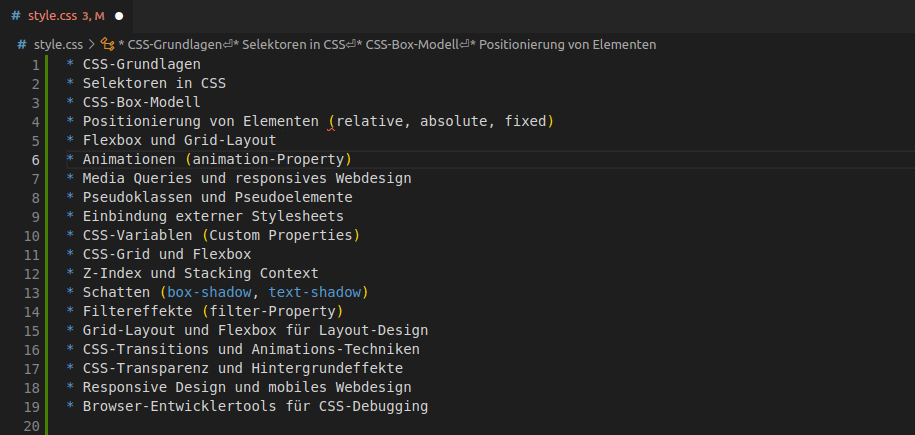 # style.css 3, M ●
# style.css > * CSS-Grundlagen⏎* Selektoren in CSS⏎* CSS-Box-Modell⏎* Positionierung von Elementen
1 * CSS-Grundlagen
2 * Selektoren in CSS
3 * CSS-Box-Modell
4 * Positionierung von Elementen (relative, absolute, fixed)
5 * Flexbox und Grid-Layout
6 * Animationen (animation-Property)
7 * Media Queries und responsives Webdesign
8 * Pseudoklassen und Pseudoelemente
9 * Einbindung externer Stylesheets
10 * CSS-Variablen (Custom Properties)
11 * CSS-Grid und Flexbox
12 * Z-Index und Stacking Context
13 * Schatten (box-shadow, text-shadow)
14 * Filtereffekte (filter-Property)
15 * Grid-Layout und Flexbox für Layout-Design
16 * CSS-Transitions und Animations-Techniken
17 * CSS-Transparenz und Hintergrundeffekte
18 * Responsive Design und mobiles Webdesign
19 * Browser-Entwicklertools für CSS-Debugging
20